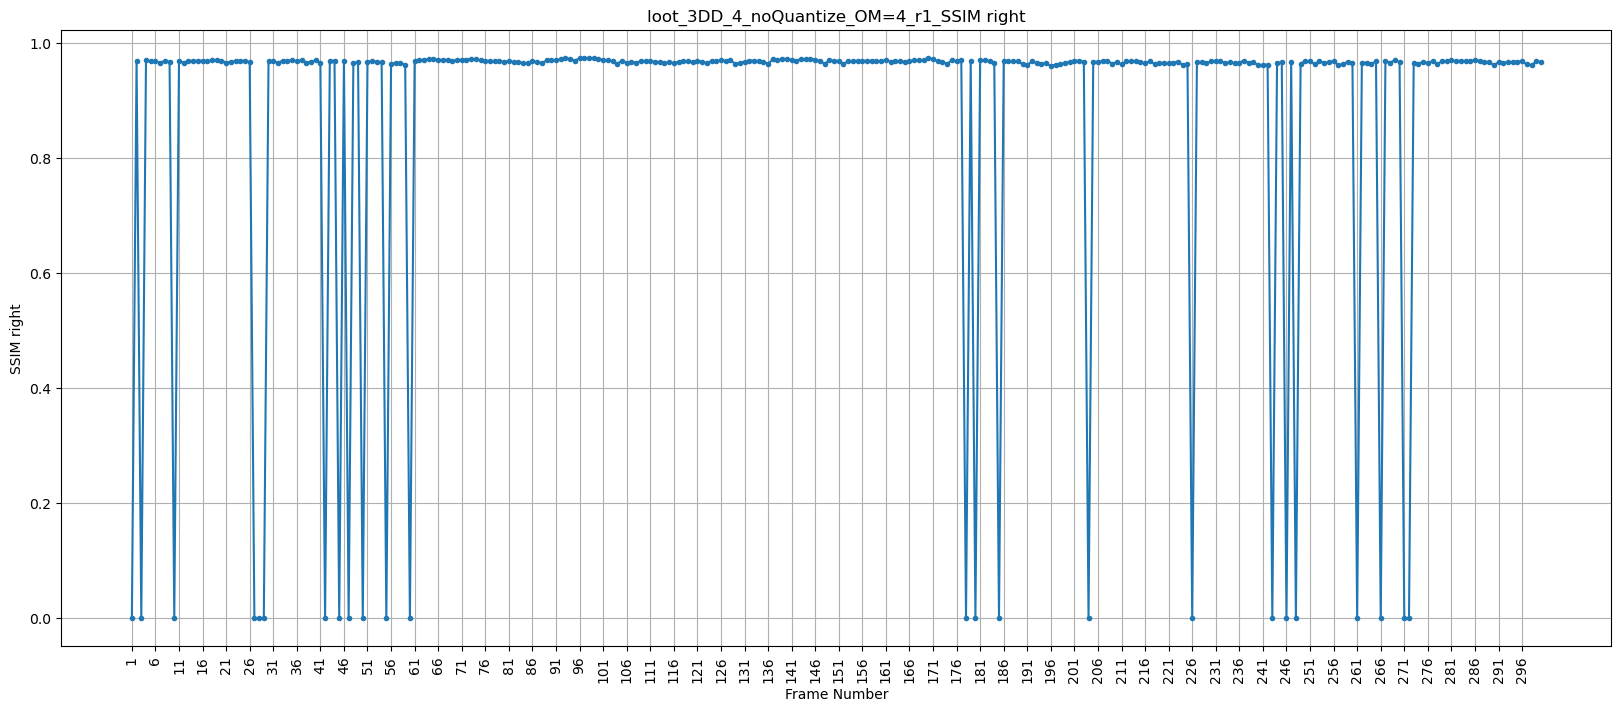 loot_3DD_4_noQuantize_OM=4_r1_SSIM right
1.0
0.8
0.6
0.4
0.2
0.0
SSIM right
1 6 11 16 21 26 31 36 41 46 51 56 61 66 71 76 81 86 91 96 101 106 111 116 121 126 131 136 141 146 151 156 161 166 171 176 181 186 191 196 201 206 211 216 221 226 231 236 241 246 251 256 261 266 271 276 281 286 291 296
Frame Number